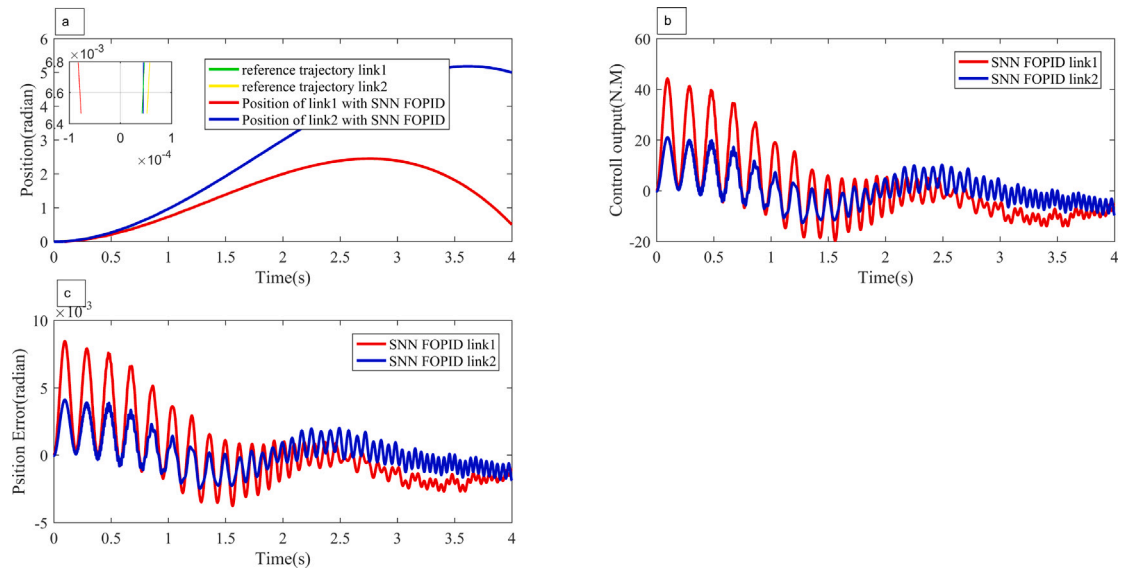 a
6
×10⁻³
6.8
5
6.6
4
6.4
-1
0
1
×10⁻⁴
3
2
1
0
Position(radian)
reference trajectory link1
reference trajectory link2
Position of link1 with SNN FOPID
Position of link2 with SNN FOPID
0 0.5 1 1.5 2 2.5 3 3.5 4
Time(s)
b
60
40
20
0
-20
Controll output(N.M)
SNN FOPID link1
SNN FOPID link2
0 0.5 1 1.5 2 2.5 3 3.5 4
Time(s)
c
×10⁻³
10
5
0
-5
Psition Error(radian)
SNN FOPID link1
SNN FOPID link2
0 0.5 1 1.5 2 2.5 3 3.5 4
Time(s)